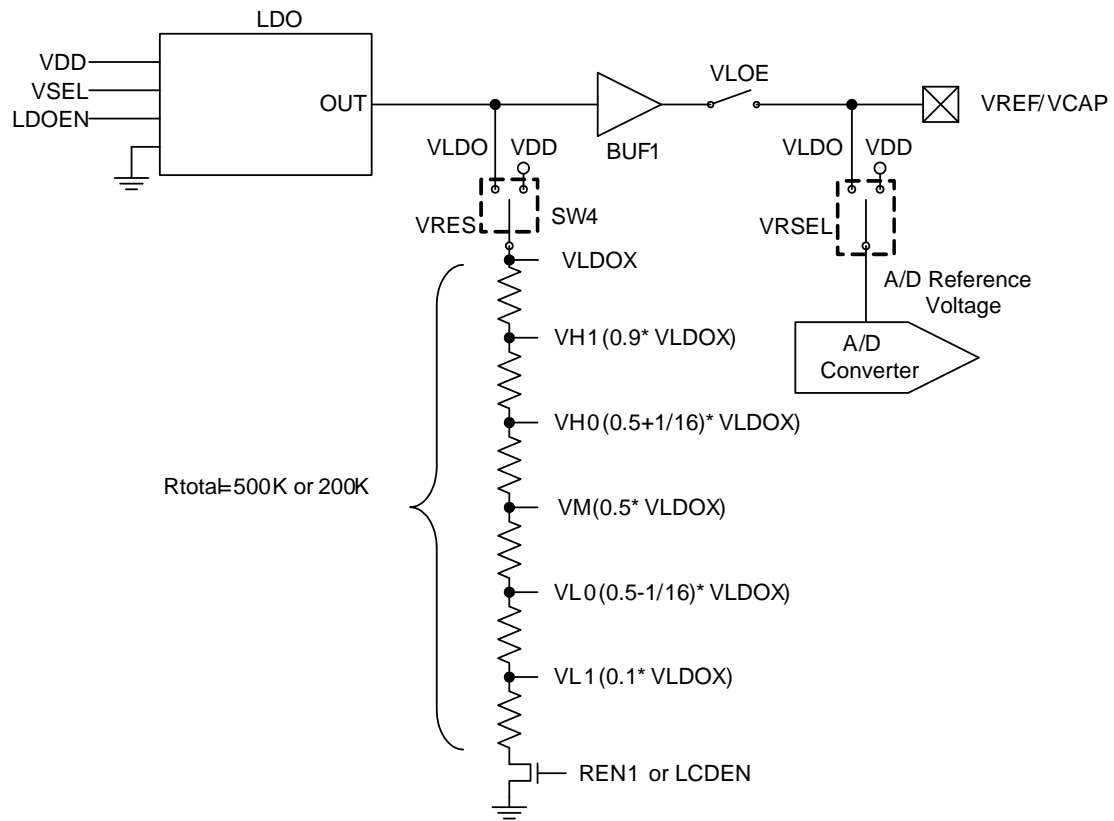 LDO
VDD
VSEL
LDOEN
OUT
BUF1
VLOE
VREF/VCAP
VLDO
VDD
VRES
SW4
VLDO
VDD
VRSEL
VLDOX
A/D Reference
Voltage
A/D
Converter
VH1(0.9* VLDOX)
VH0(0.5+1/16)* VLDOX)
Rtotal=500K or 200K
VM(0.5* VLDOX)
VL0(0.5-1/16)* VLDOX)
VL1(0.1* VLDOX)
REN1 or LCDEN